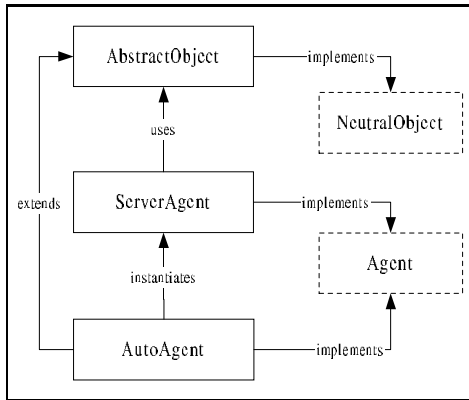 AbstractObject
implements
NeutralObject
uses
extends
ServerAgent
implements
Agent
instantiates
AutoAgent
implements